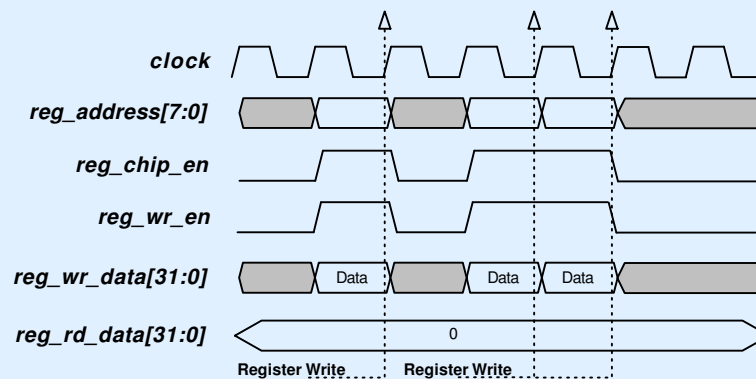 clock
reg_address[7:0]
reg_chip_en
reg_wr_en
reg_wr_data[31:0] Data Data Data
reg_rd_data[31:0] 0
Register Write Register Write